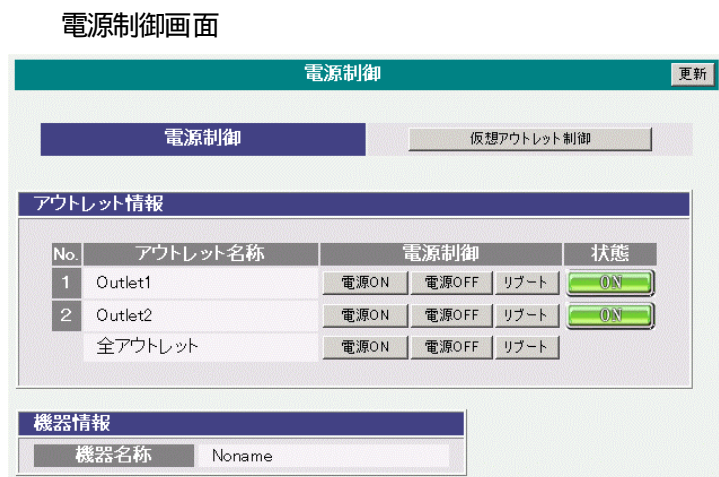 電源制御画面
電源制御 更新
電源制御 仮想アウトレット制御
アウトレット情報
No. アウトレット名称 電源制御 状態
1 Outlet1 電源ON 電源OFF リブート ON
2 Outlet2 電源ON 電源OFF リブート ON
全アウトレット 電源ON 電源OFF リブート
機器情報
機器名称 Noname